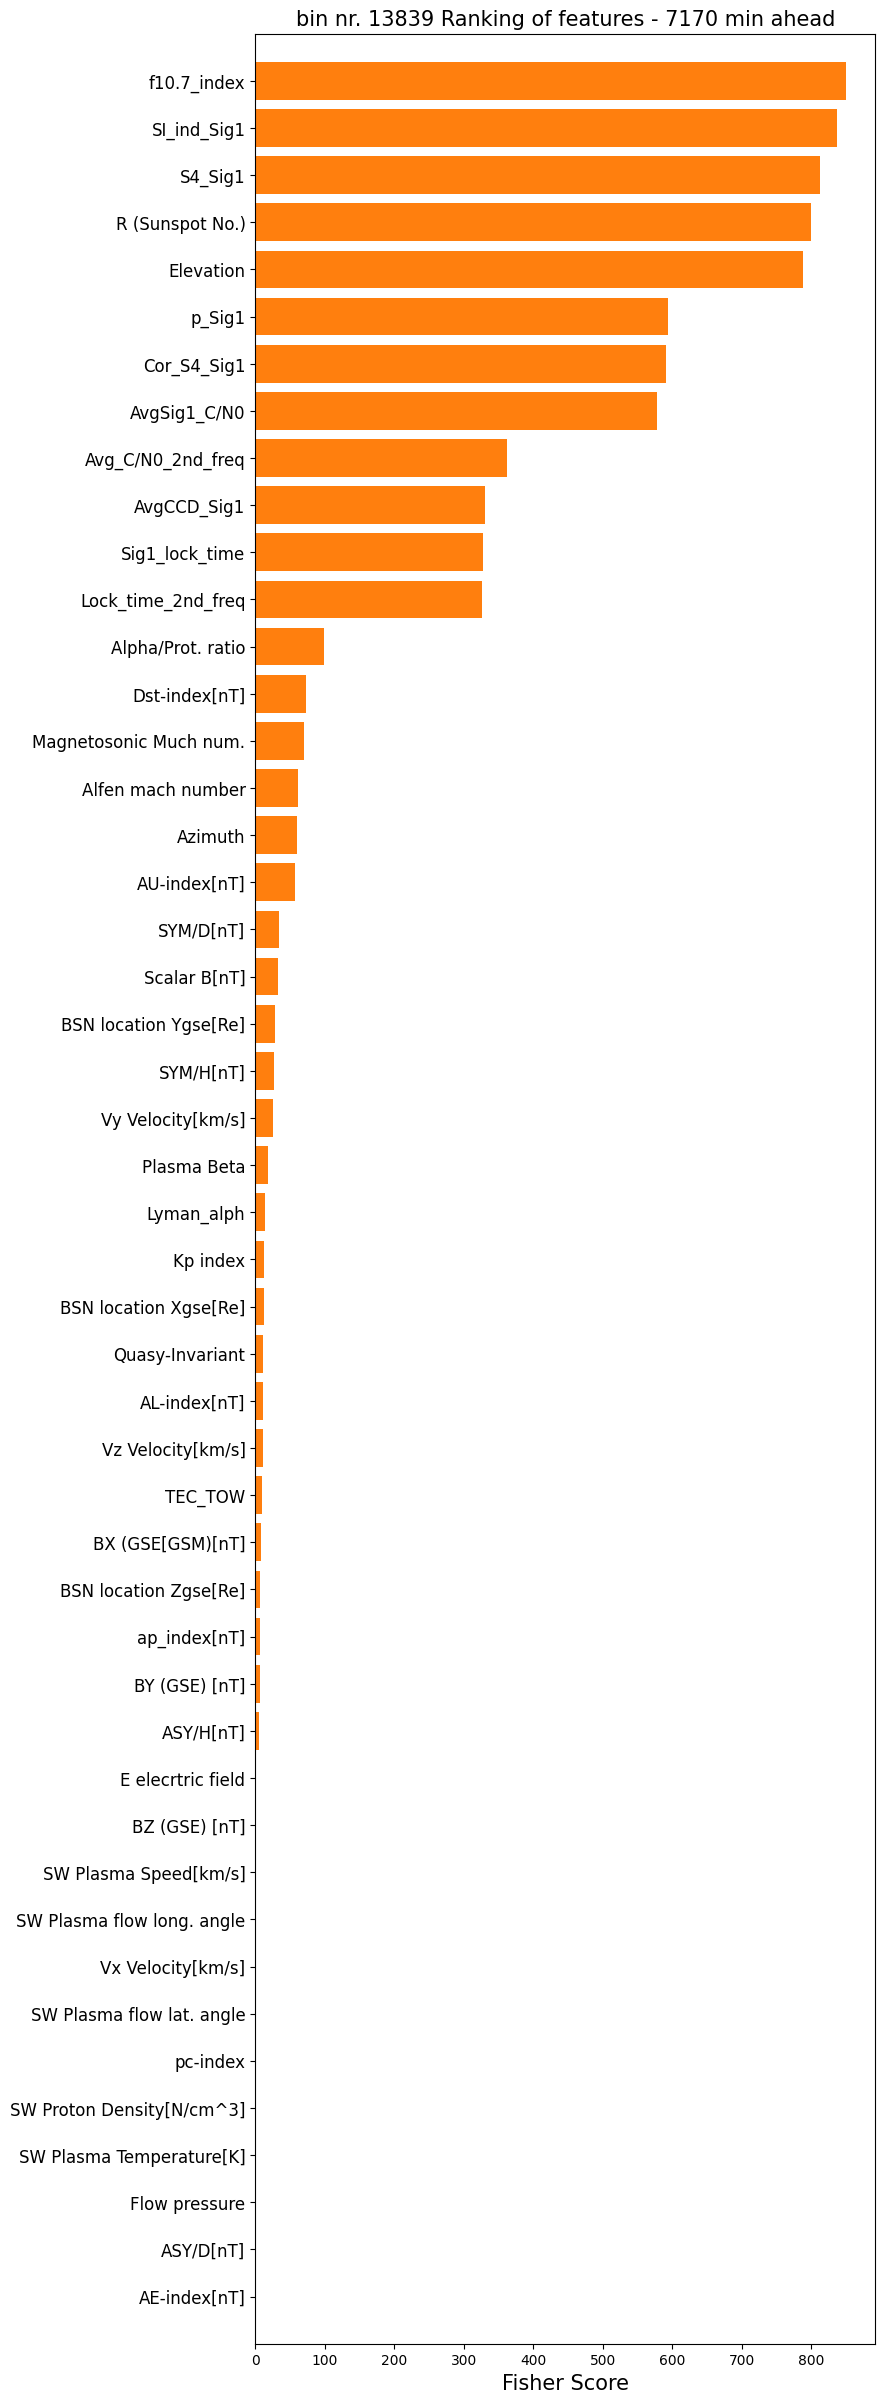 bin nr. 13839 Ranking of features - 7170 min ahead
f10.7_index
SI_ind_Sig1
S4_Sig1
R (Sunspot No.)
Elevation
p_Sig1
Cor_S4_Sig1
AvgSig1_C/N0
Avg_C/N0_2nd_freq
AvgCCD_Sig1
Sig1_lock_time
Lock_time_2nd_freq
Alpha/Prot. ratio
Dst-index[nT]
Magnetosonic Much num.
Alfen mach number
Azimuth
AU-index[nT]
SYM/D[nT]
Scalar B[nT]
BSN location Ygse[Re]
SYM/H[nT]
Vy Velocity[km/s]
Plasma Beta
Lyman_alph
Kp index
BSN location Xgse[Re]
Quasy-Invariant
AL-index[nT]
Vz Velocity[km/s]
TEC_TOW
BX (GSE[GSM)[nT]
BSN location Zgse[Re]
ap_index[nT]
BY (GSE) [nT]
ASY/H[nT]
E elecrtric field
BZ (GSE) [nT]
SW Plasma Speed[km/s]
SW Plasma flow long. angle
Vx Velocity[km/s]
SW Plasma flow lat. angle
pc-index
SW Proton Density[N/cm^3]
SW Plasma Temperature[K]
Flow pressure
ASY/D[nT]
AE-index[nT]
0 100 200 300 400 500 600 700 800
Fisher Score